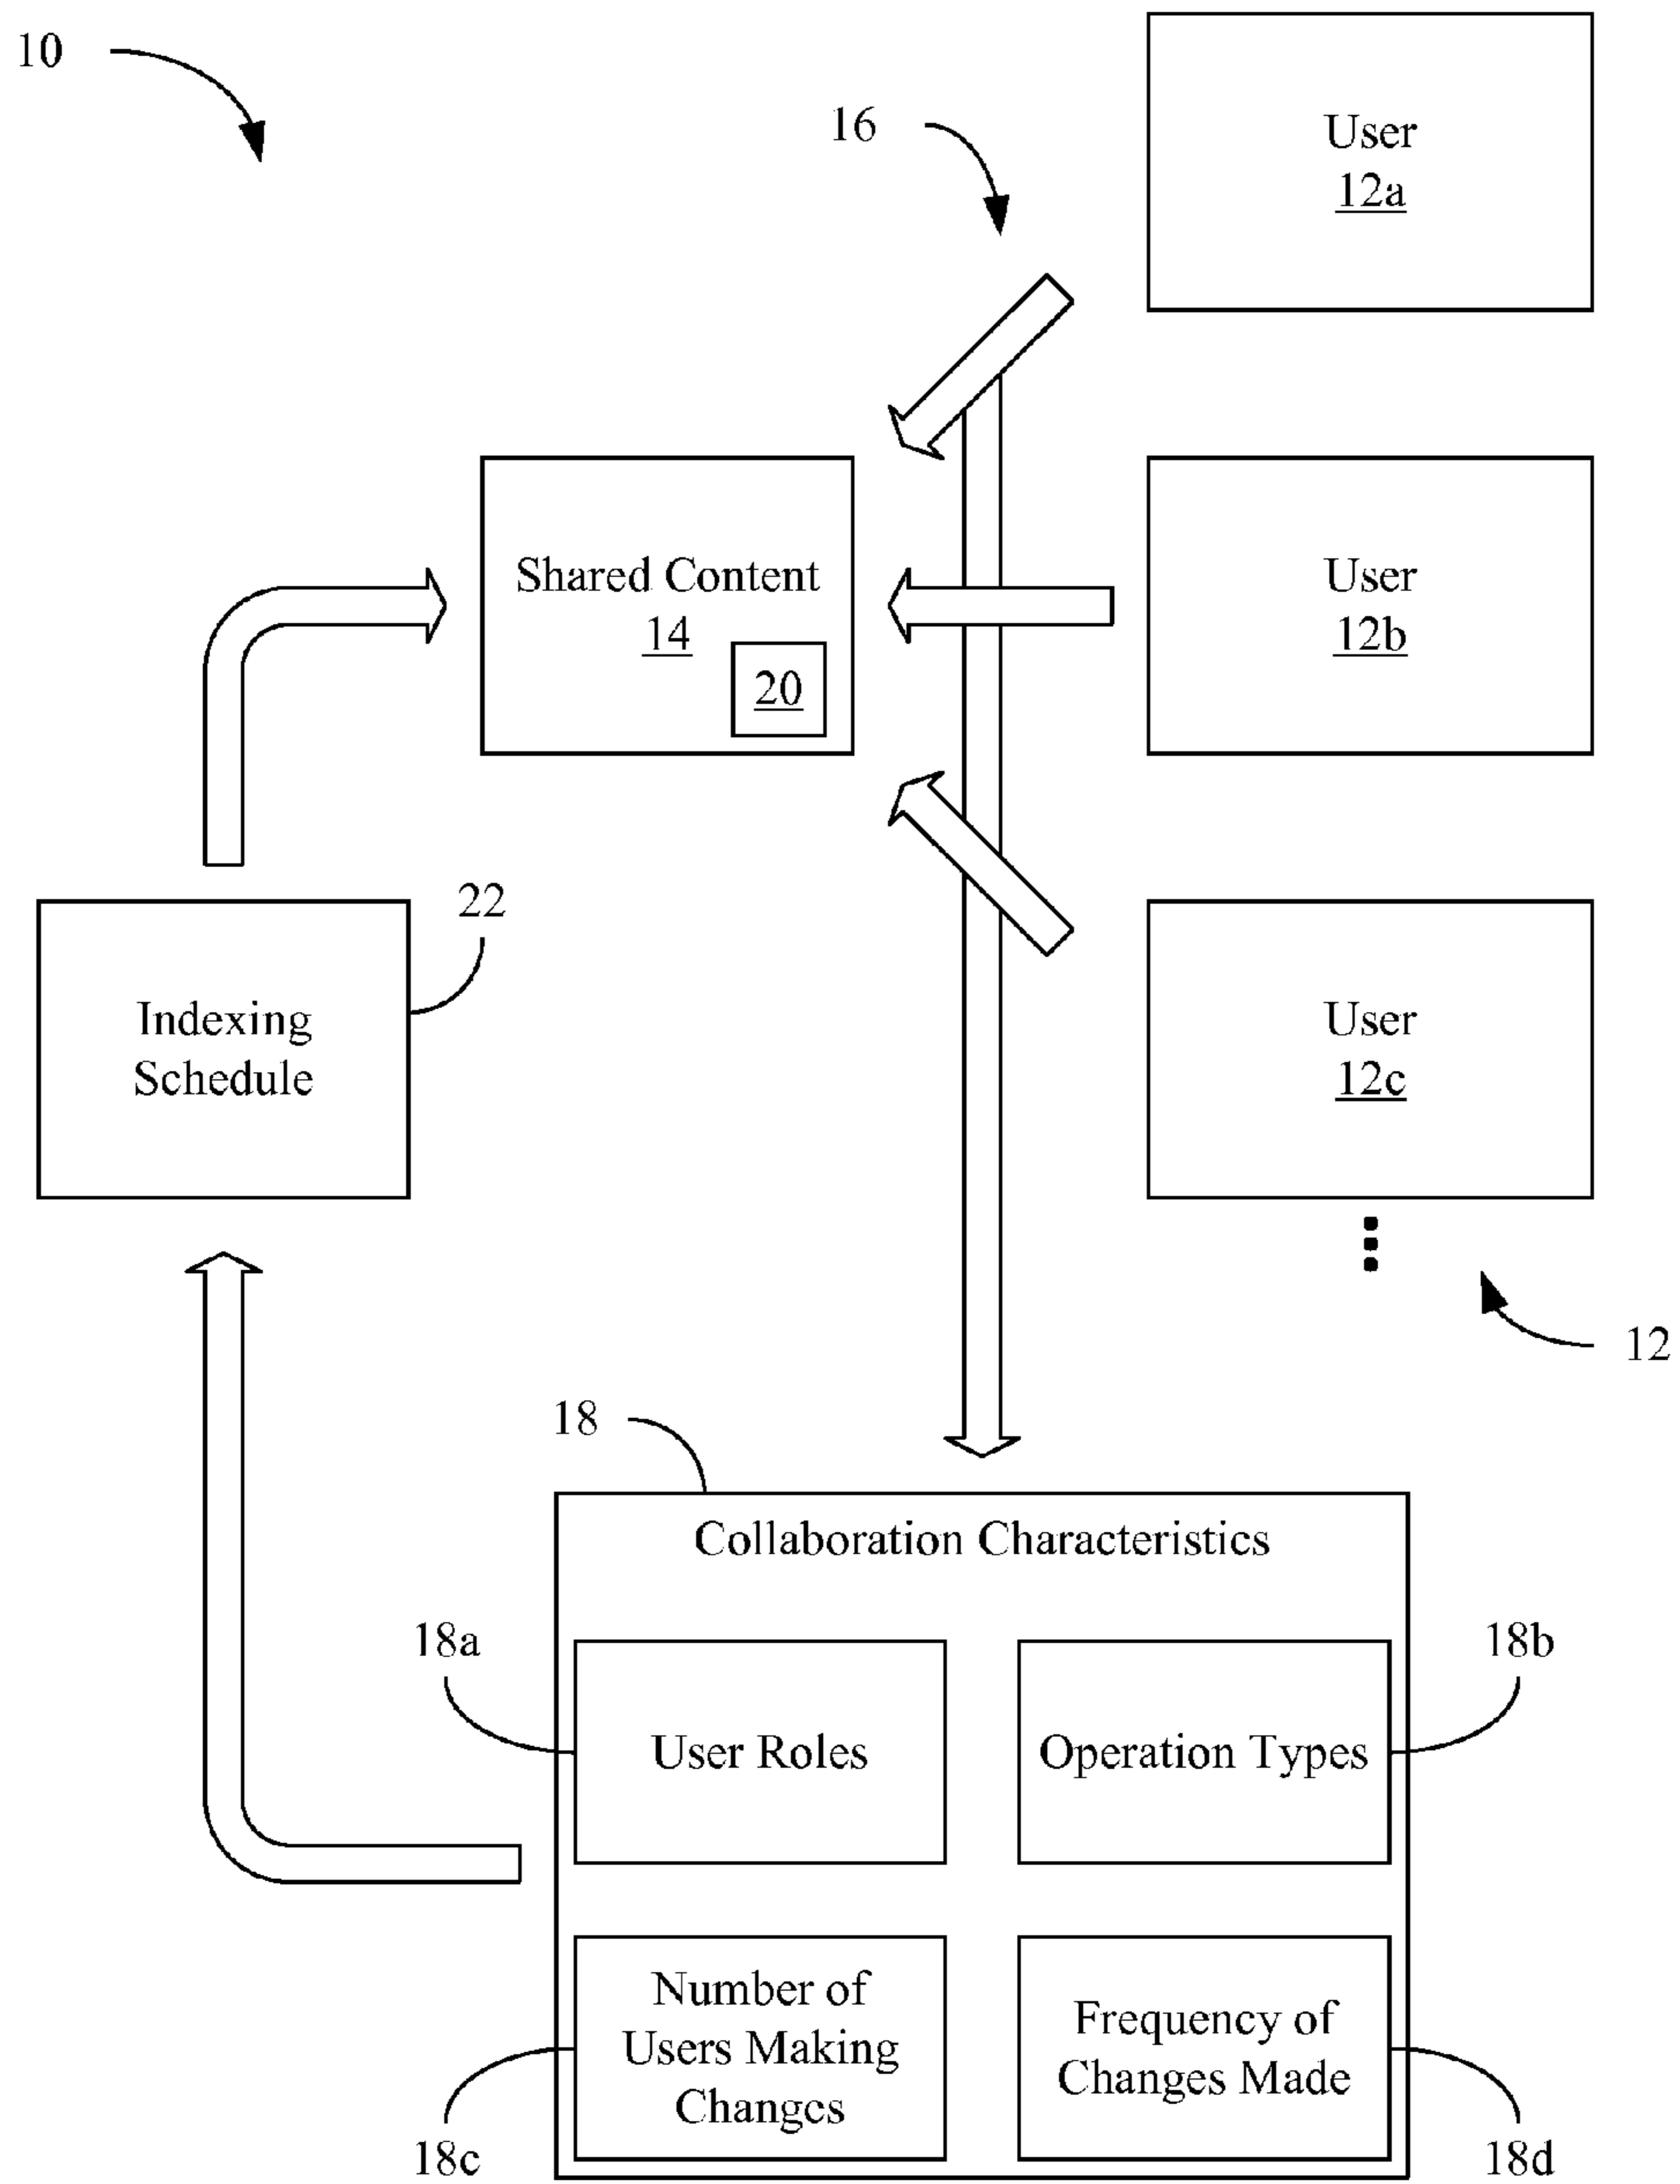 10
16
User
12a
Shared Content
14
20
User
12b
22
Indexing
Schedule
User
12c
12
18
Collaboration Characteristics
18a
18b
User Roles
Operation Types
Number of
Users Making
Changes
Frequency of
Changes Made
18c
18d